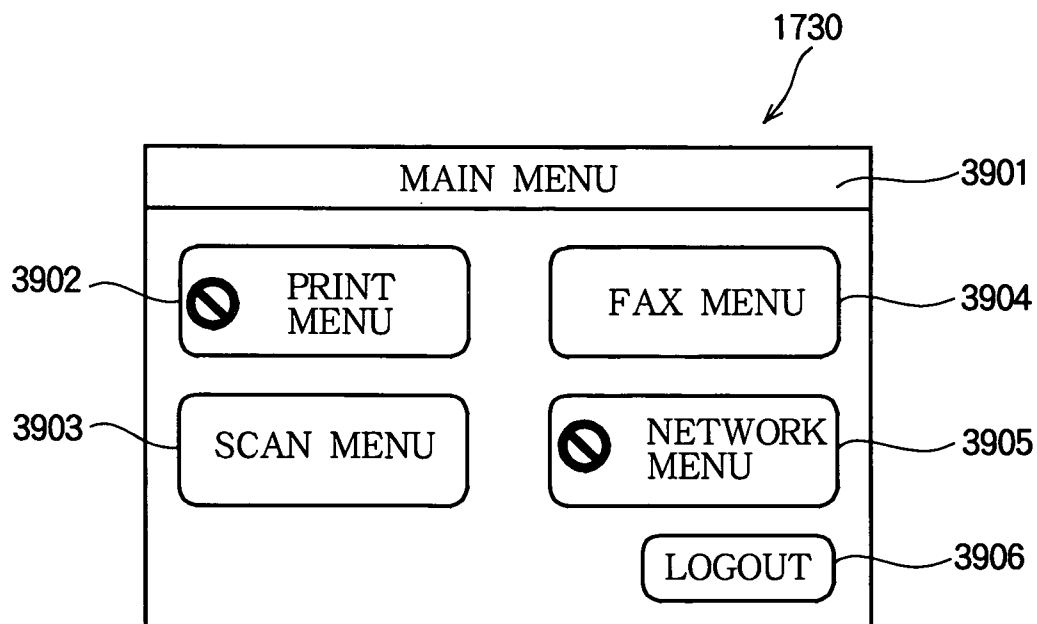 1730
MAIN MENU
3901
3902
PRINT
MENU
FAX MENU
3904
3903
SCAN MENU
NETWORK
MENU
3905
LOGOUT
3906